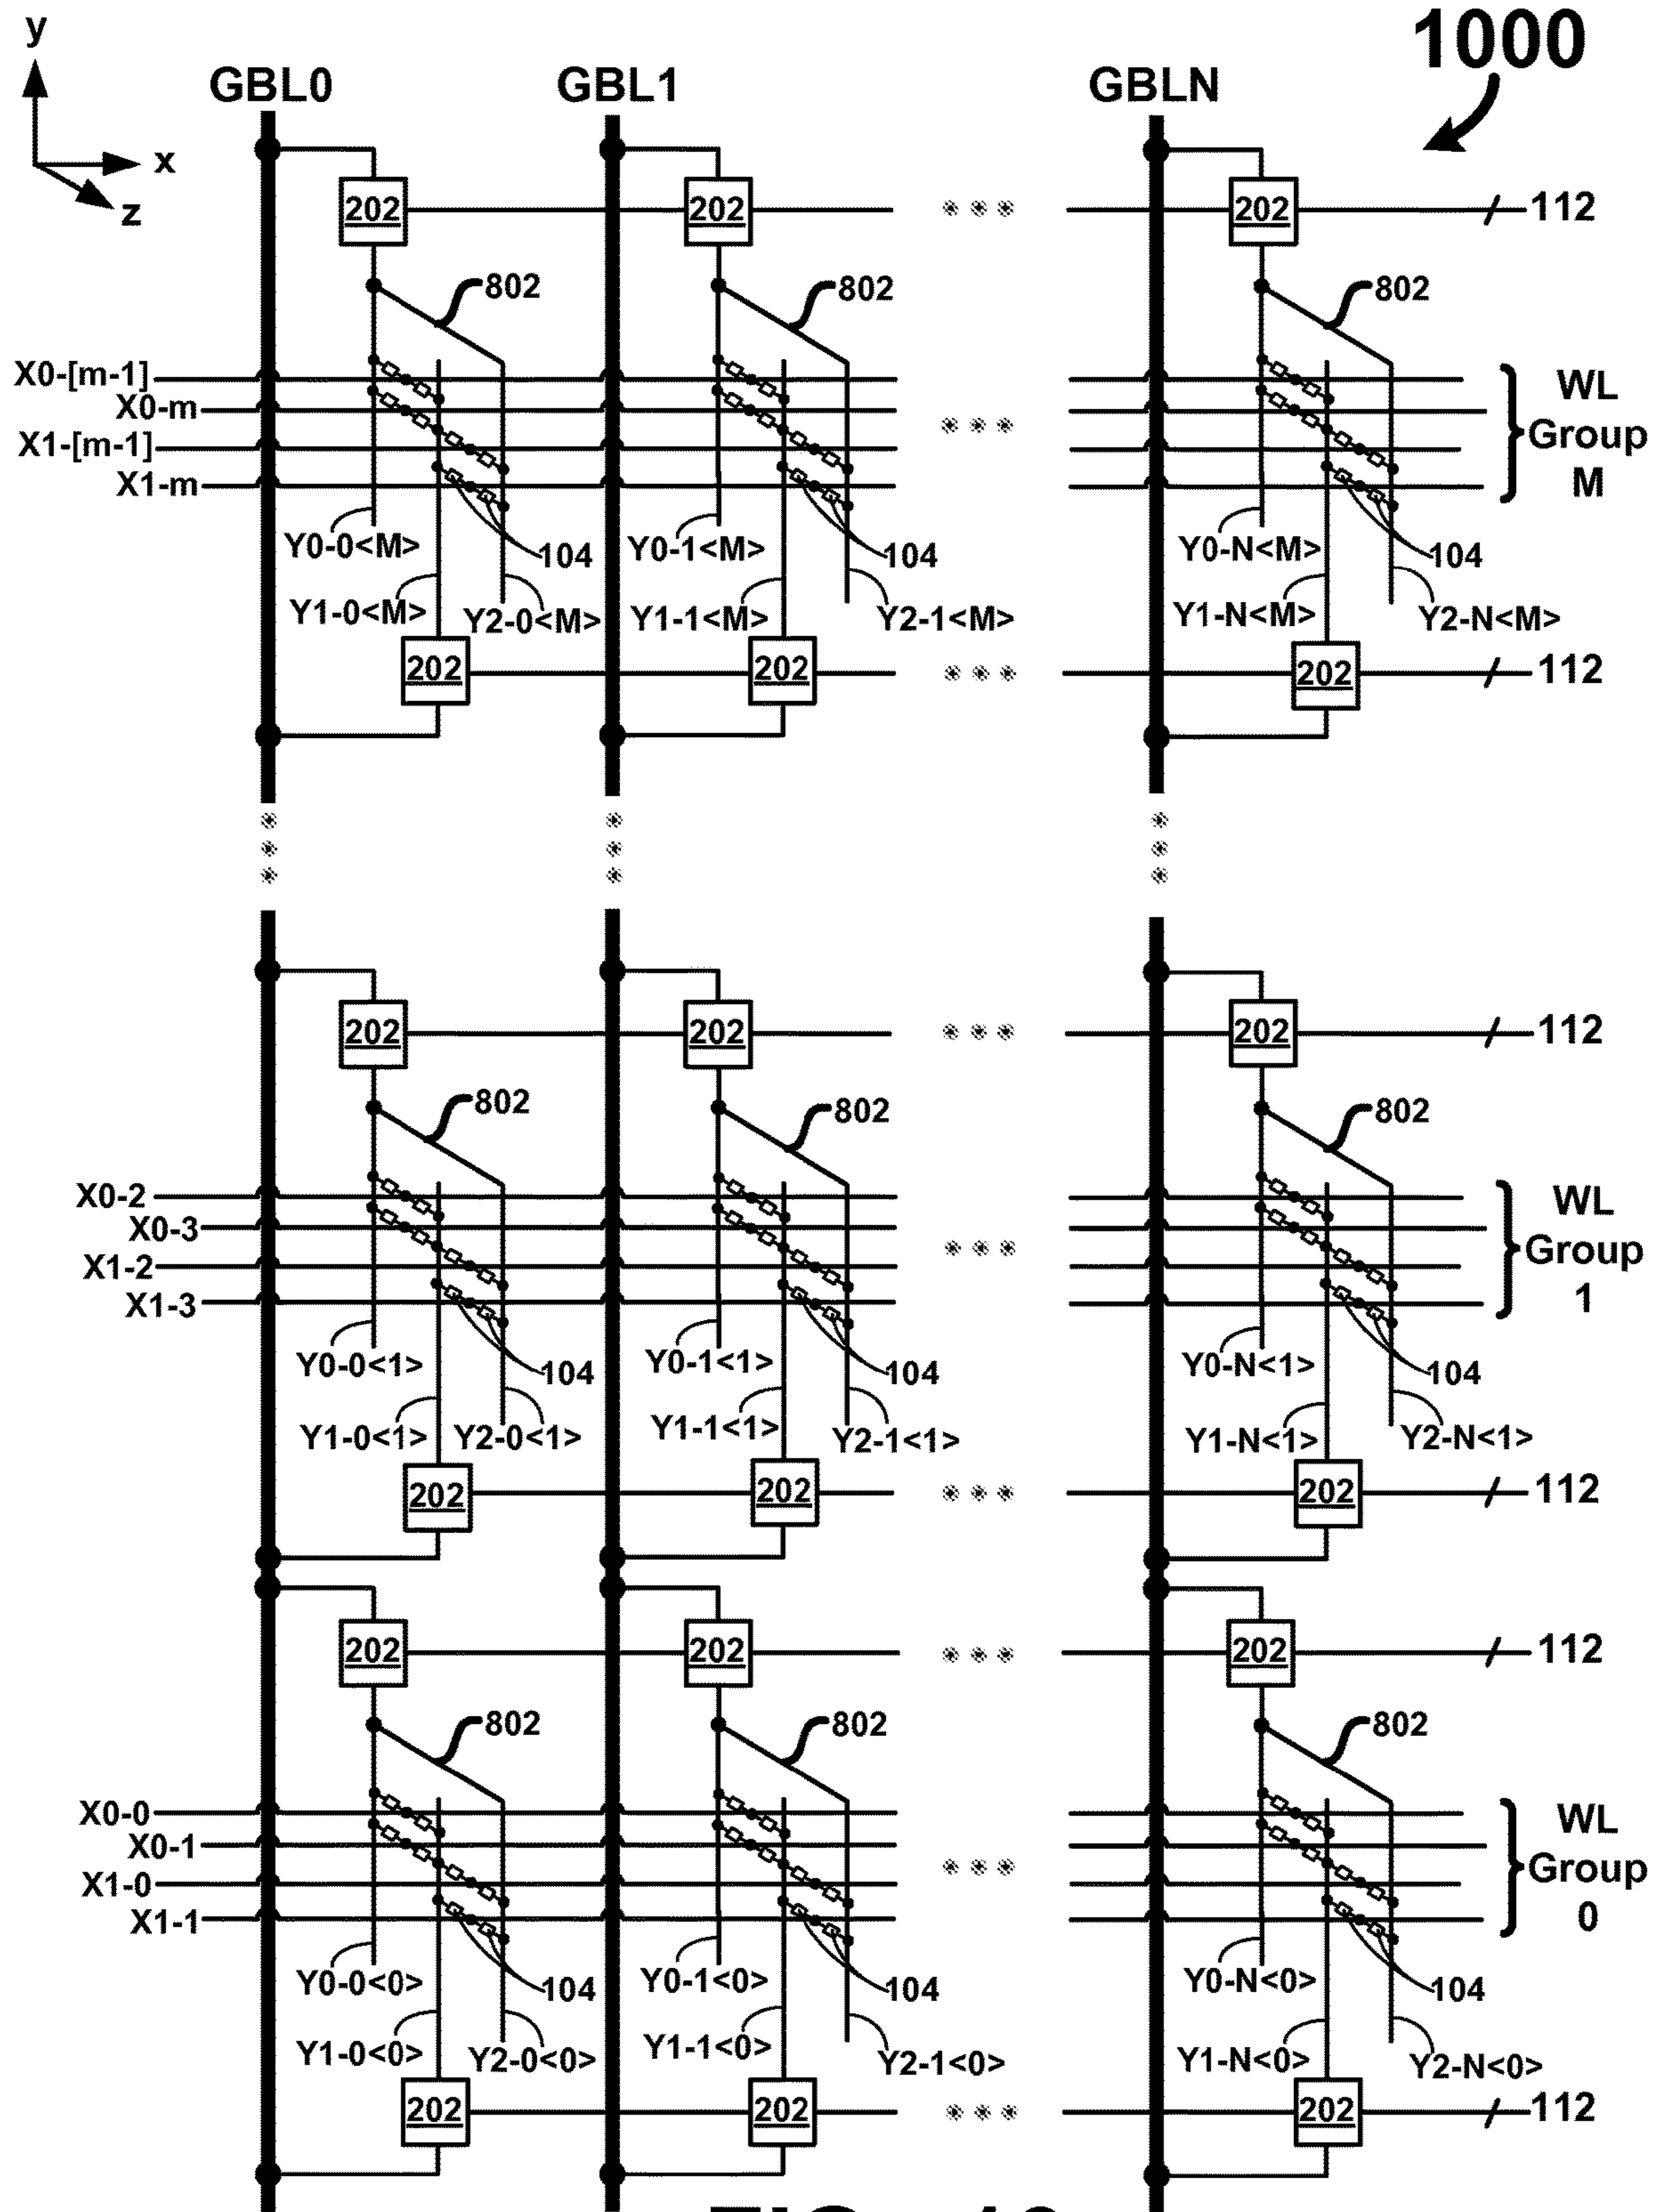 1000
y
x
z
GBL0 GBL1 GBLN
202 202 202 112
802 802 802
X0-[m-1]
X0-m
X1-[m-1]
X1-m
WL
Group
M
Y0-0<M> 104 Y0-1<M> 104 Y0-N<M> 104
Y1-0<M> Y2-0<M> Y1-1<M> Y2-1<M> Y1-N<M> Y2-N<M>
202 202 202 112
202 202 202 112
802 802 802
X0-2
X0-3
X1-2
X1-3
WL
Group
1
Y0-0<1> 104 Y0-1<1> 104 Y0-N<1> 104
Y1-0<1> Y2-0<1> Y1-1<1> Y2-1<1> Y1-N<1> Y2-N<1>
202 202 202 112
202 202 202 112
802 802 802
X0-0
X0-1
X1-0
X1-1
WL
Group
0
Y0-0<0> 104 Y0-1<0> 104 Y0-N<0> 104
Y1-0<0> Y2-0<0> Y1-1<0> Y2-1<0> Y1-N<0> Y2-N<0>
202 202 202 112